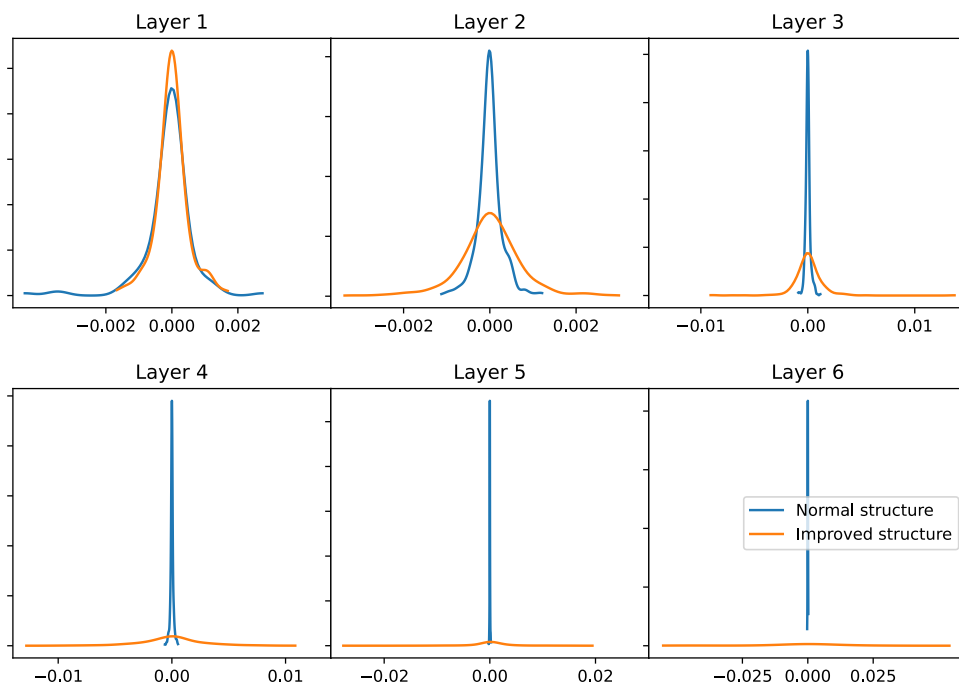 Layer 1
Layer 2
Layer 3
−0.002 0.000 0.002
−0.002 0.000 0.002
−0.01 0.00 0.01
Layer 4
Layer 5
Layer 6
Normal structure
Improved structure
−0.01 0.00 0.01
−0.02 0.00 0.02
−0.025 0.000 0.025